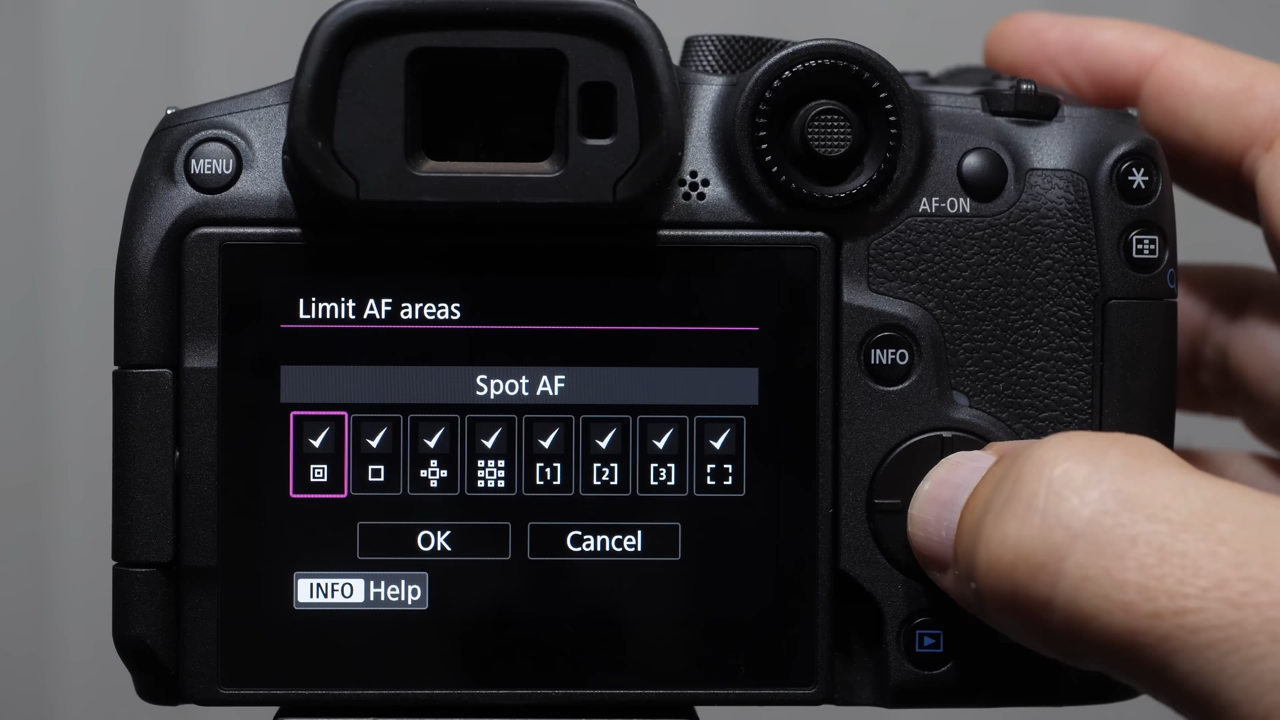 MENU
AF-ON
INFO
Limit AF areas
Spot AF
[1] [2] [3]
OK Cancel
INFO Help